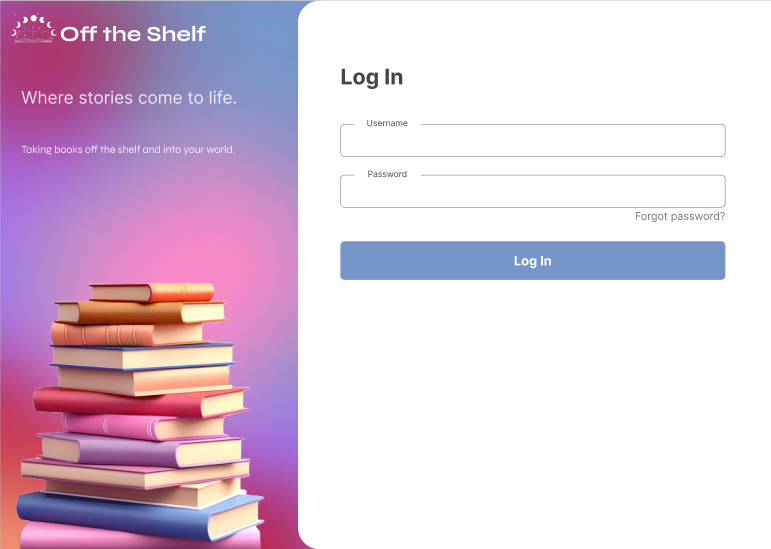 Off the Shelf
Where stories come to life.
Taking books off the shelf and into your world.
Log In
Username
Password
Forgot password?
Log In